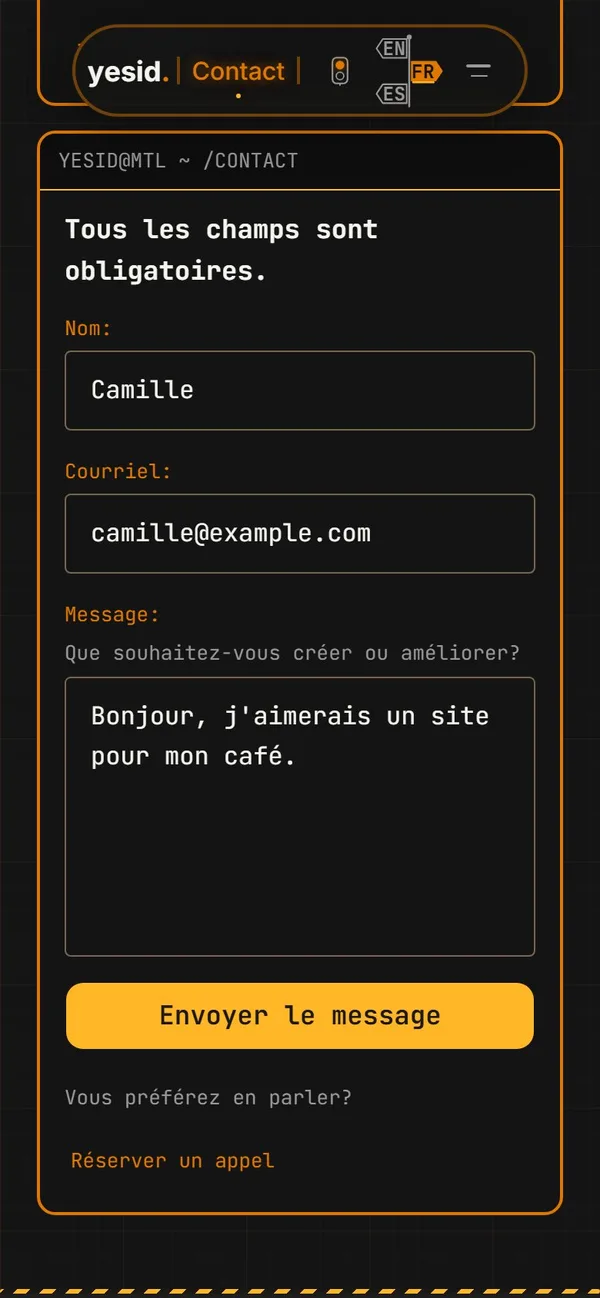 yesid.
Contact
EN
FR
ES
YESID@MTL ~ /CONTACT
Tous les champs sont
obligatoires.
Nom:
Camille
Courriel:
camille@example.com
Message:
Que souhaitez-vous créer ou améliorer?
Bonjour, j'aimerais un site
pour mon café.
Envoyer le message
Vous préférez en parler?
Réserver un appel